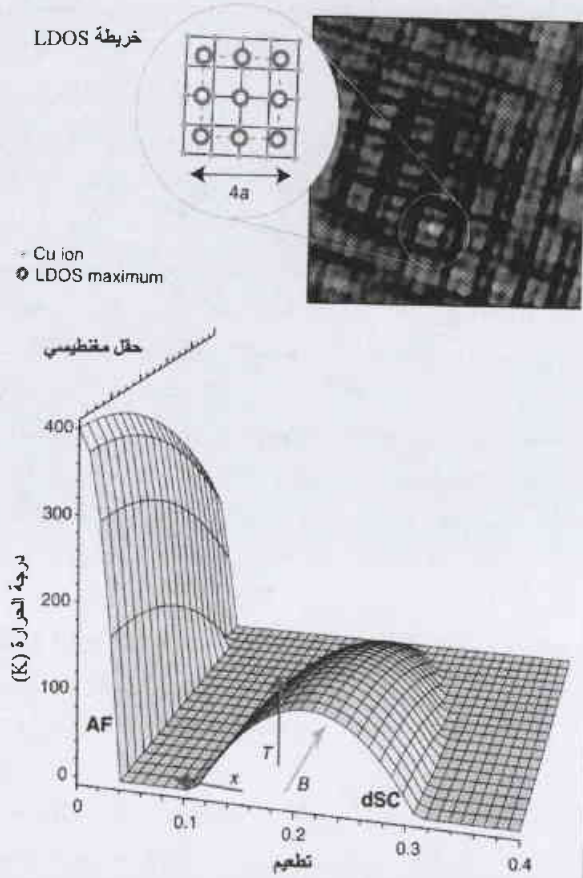 خريطة LDOS
4a
Cu ion
LDOS maximum
حقل مغنطيسي
400
300
200
100
0
درجة الحرارة (K)
AF
x
T
B
dSC
0 0.1 0.2 0.3 0.4
تطعيم